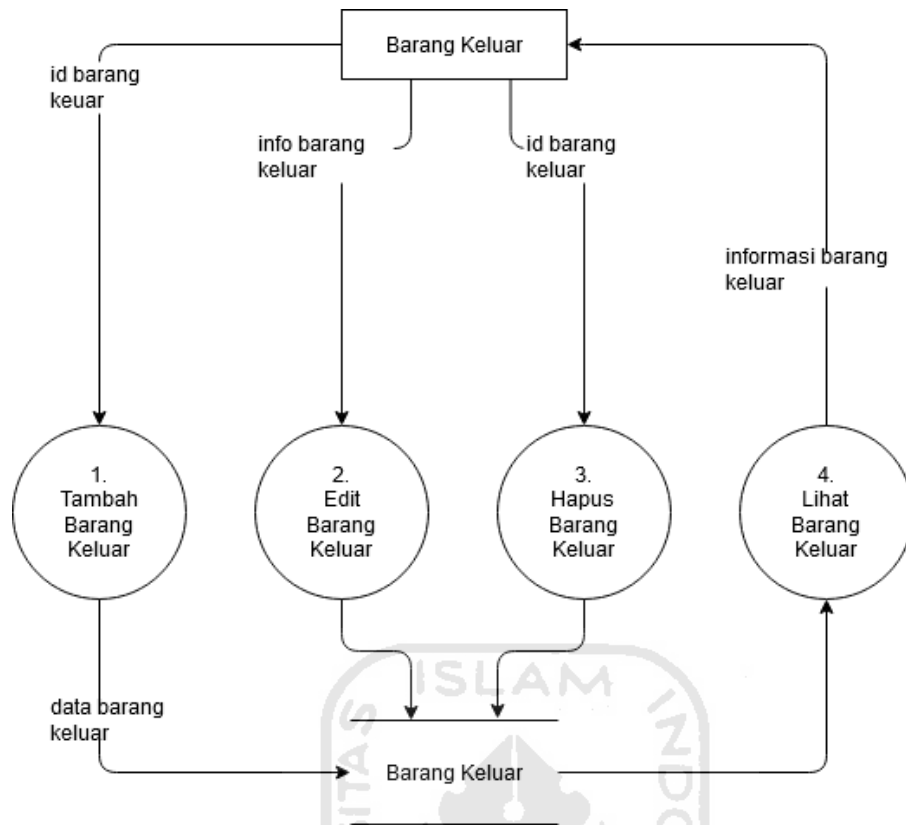 Barang Keluar
id barang
keuar
info barang
keluar
id barang
keluar
informasi barang
keluar
1.
Tambah
Barang
Keluar
2.
Edit
Barang
Keluar
3.
Hapus
Barang
Keluar
4.
Lihat
Barang
Keluar
data barang
keluar
Barang Keluar
ISLAM